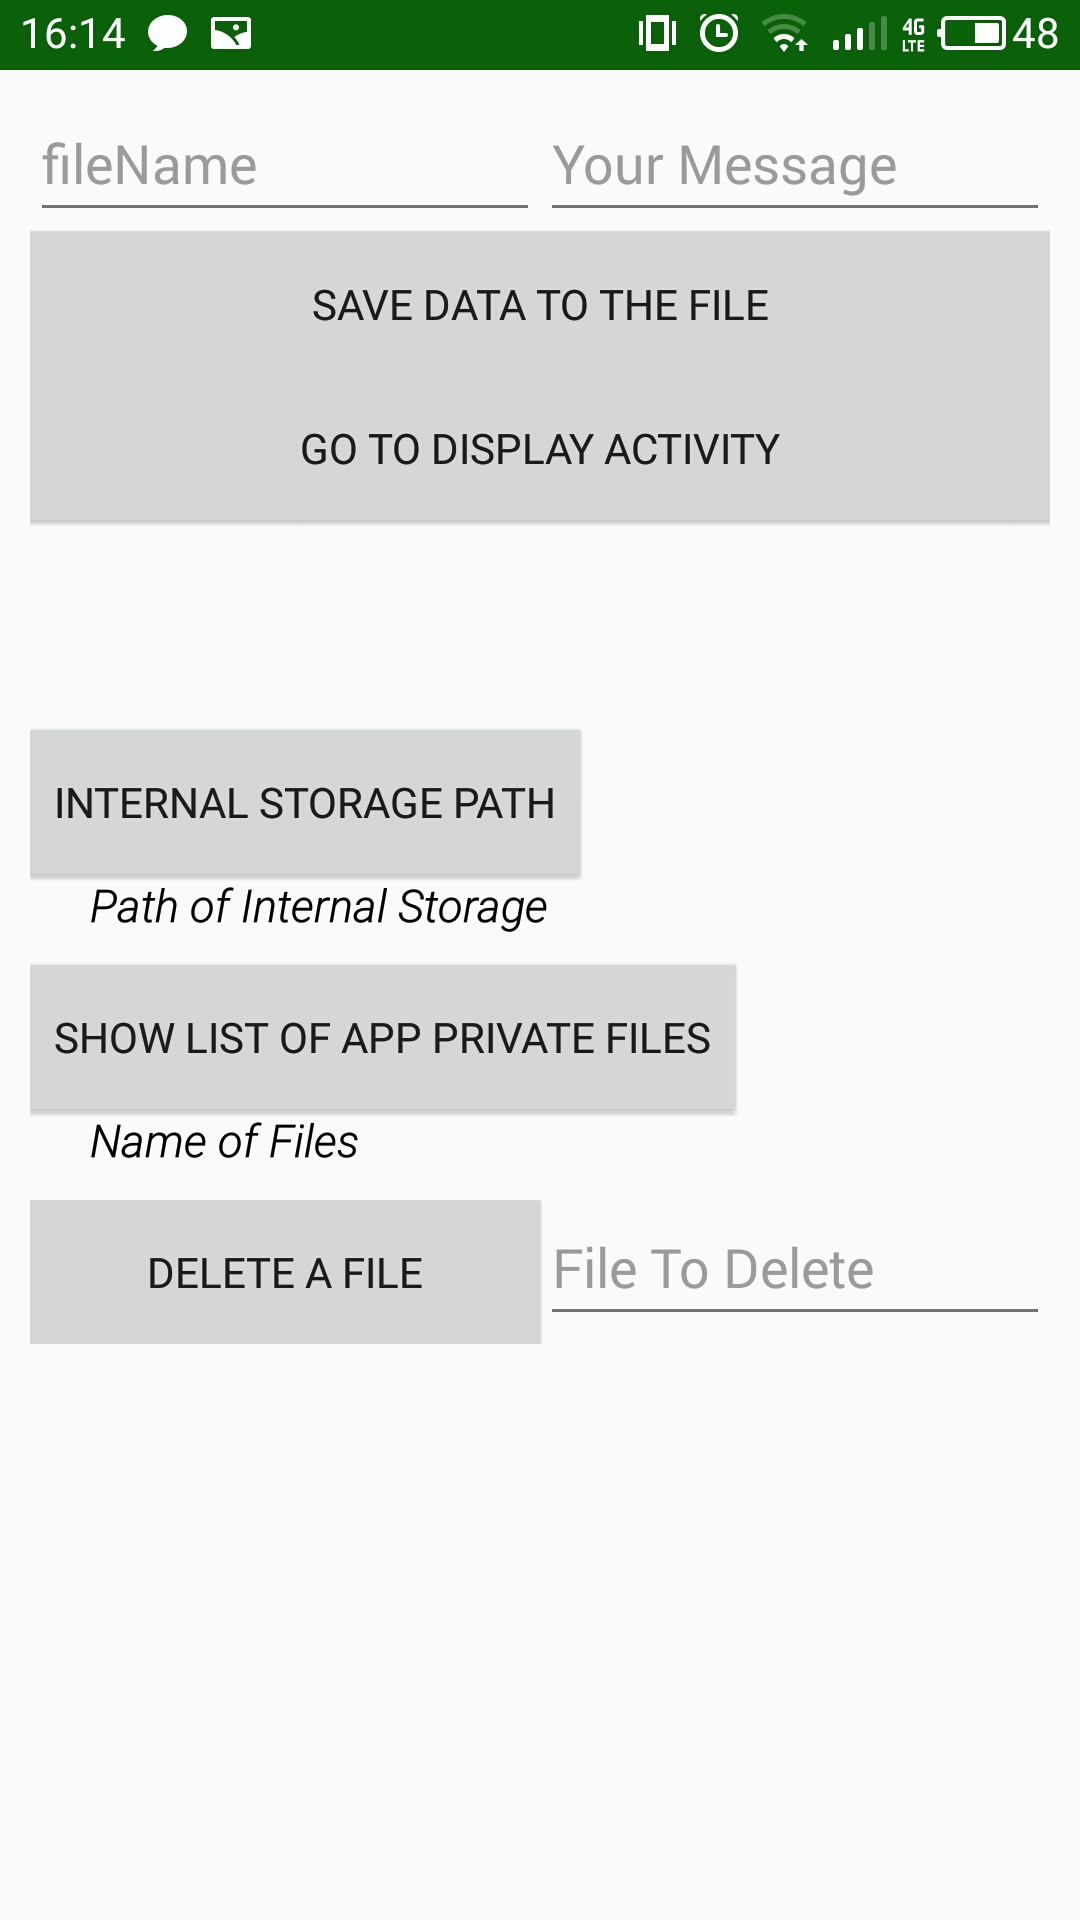 16:14 4G LTE 48
fileName Your Message
SAVE DATA TO THE FILE
GO TO DISPLAY ACTIVITY
INTERNAL STORAGE PATH
Path of Internal Storage
SHOW LIST OF APP PRIVATE FILES
Name of Files
DELETE A FILE File To Delete